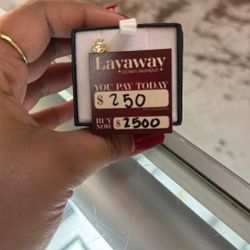 Layaway
DOWN PAYMENT
YOU PAY TODAY
$ 250
BUY
NOW $ 2500